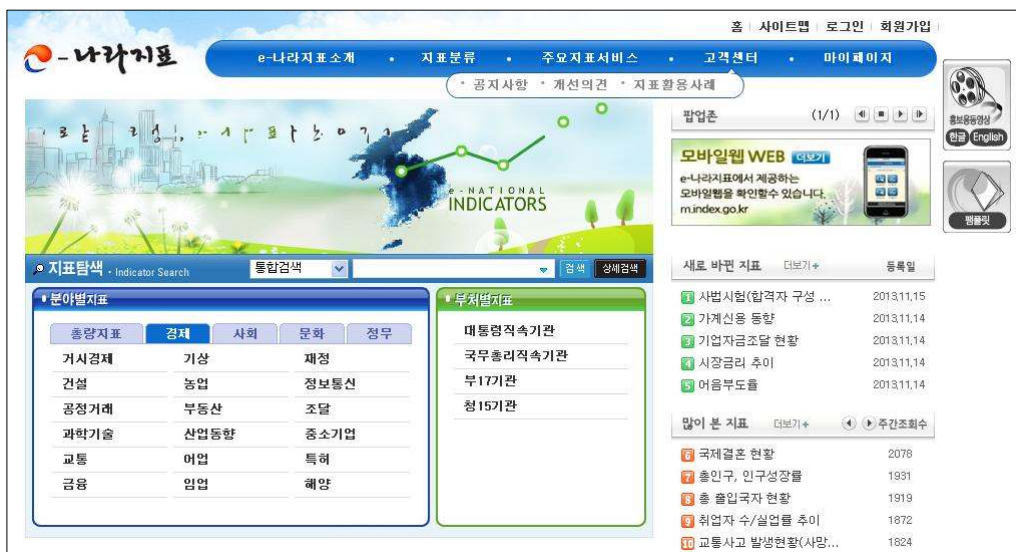 홈 사이트맵 로그인 회원가입
e-나라지표
e-나라지표소개 • 지표분류 • 주요지표서비스 • 고객센터 • 마이페이지
• 공지사항 • 개선의견 • 지표활용사례
홍보용동영상
한글 English
팸플릿
e-NATIONAL
INDICATORS
팝업존 (1/1)
모바일웹 WEB 더보기
e-나라지표에서 제공하는
모바일웹을 확인할수 있습니다.
m.index.go.kr
지표탐색 • Indicator Search 통합검색 검색 상세검색
분야별지표
총량지표 경제 사회 문화 정무
거시경제 기상 재정
건설 농업 정보통신
공정거래 부동산 조달
과학기술 산업동향 중소기업
교통 어업 특허
금융 임업 해양
부처별지표
대통령직속기관
국무총리직속기관
부17기관
청15기관
새로 바뀐 지표 더보기+ 등록일
1 사법시험(합격자 구성 ... 2013.11.15
2 가계신용 동향 2013.11.14
3 기업자금조달 현황 2013.11.14
4 시장금리 추이 2013.11.14
5 어음부도율 2013.11.14
많이 본 지표 더보기+ 주간조회수
6 국제결혼 현황 2078
7 총인구, 인구성장률 1931
8 총 출입국자 현황 1919
9 취업자 수/실업률 추이 1872
10 교통사고 발생현황(사망... 1824